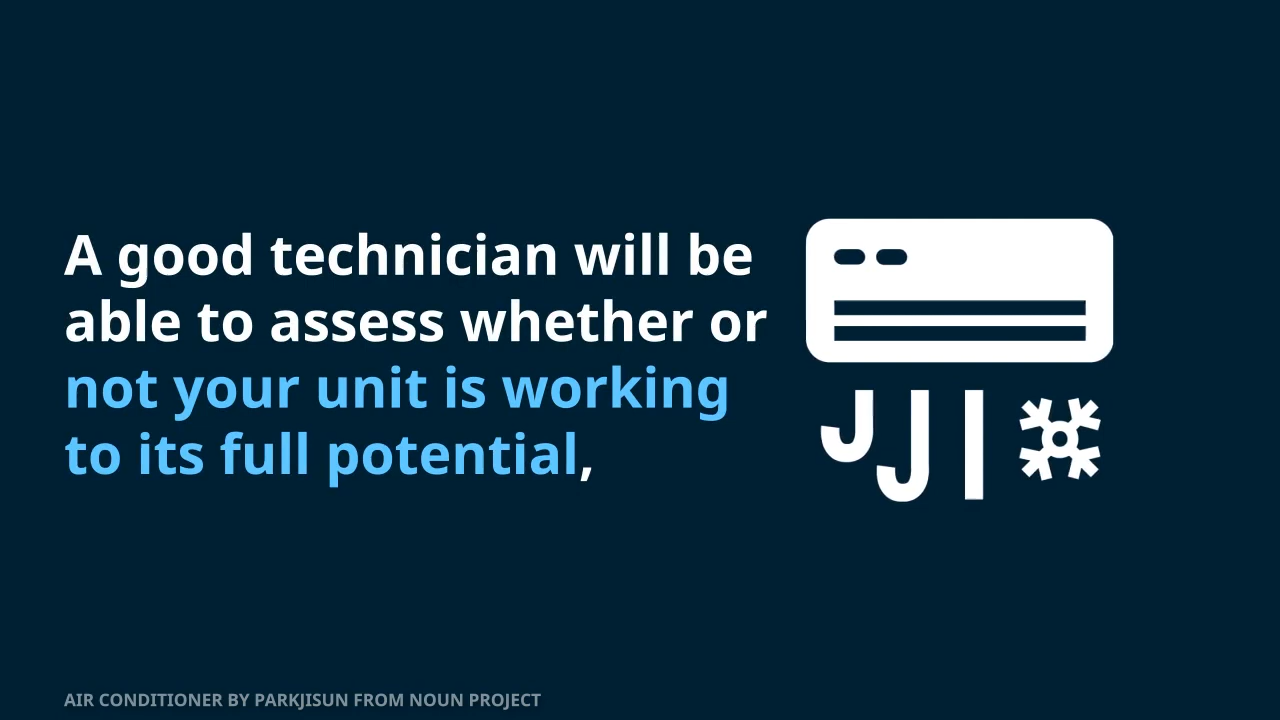 A good technician will be
able to assess whether or
not your unit is working
to its full potential,
AIR CONDITIONER BY PARKJISUN FROM NOUN PROJECT